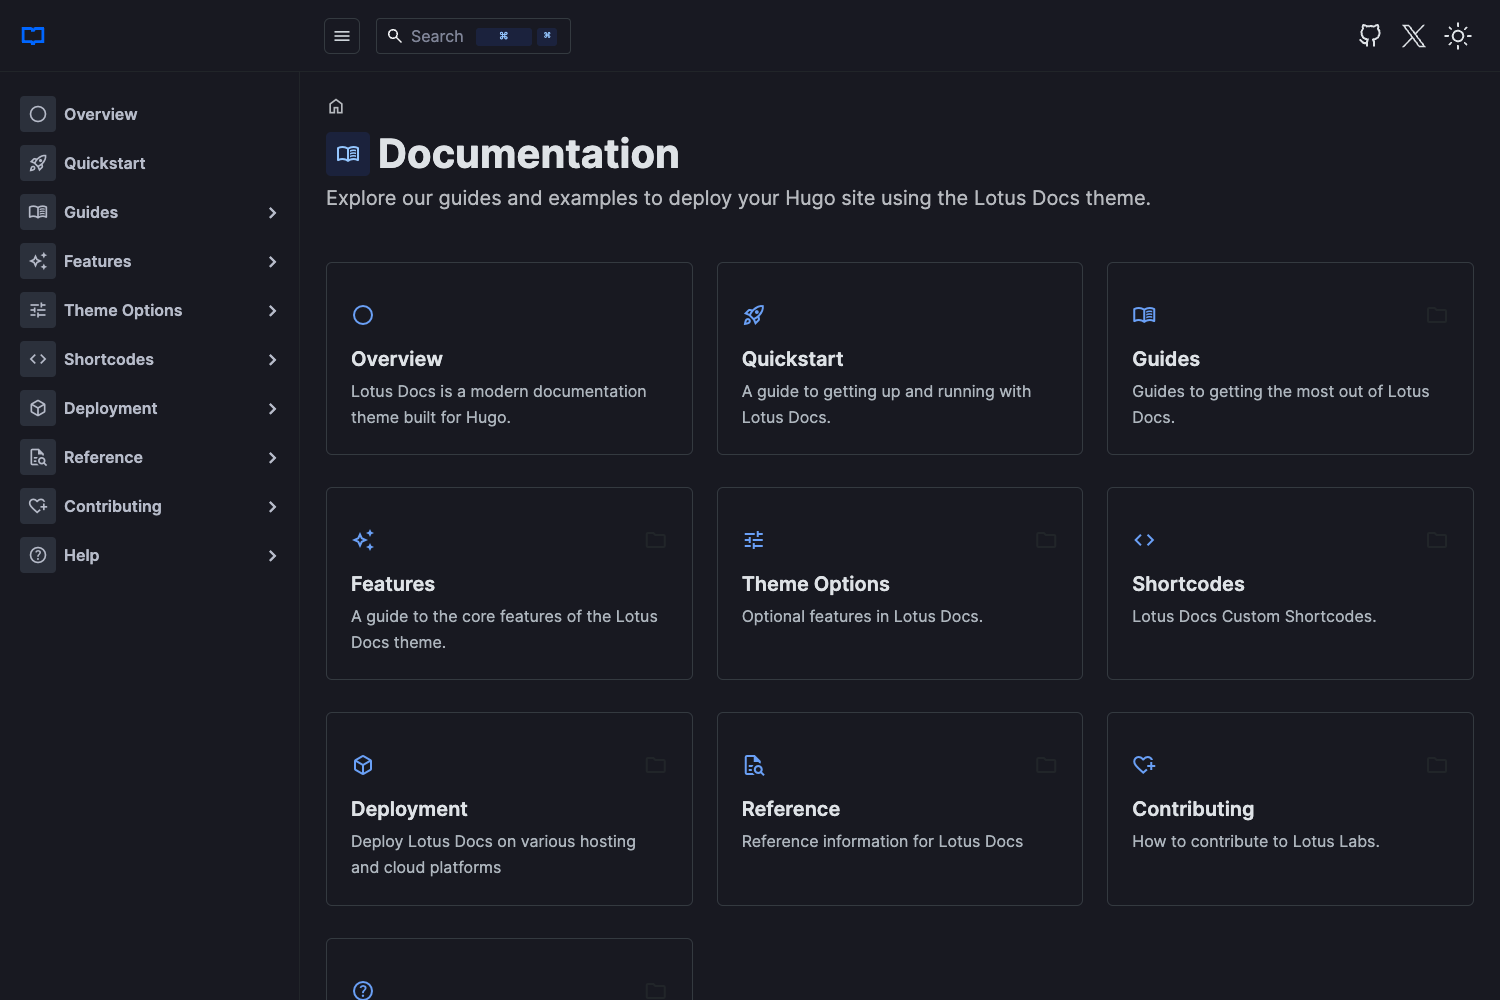 Search ⌘ ⌘
Overview
Quickstart
Guides
Features
Theme Options
Shortcodes
Deployment
Reference
Contributing
Help
Documentation
Explore our guides and examples to deploy your Hugo site using the Lotus Docs theme.
Overview
Lotus Docs is a modern documentation
theme built for Hugo.
Quickstart
A guide to getting up and running with
Lotus Docs.
Guides
Guides to getting the most out of Lotus
Docs.
Features
A guide to the core features of the Lotus
Docs theme.
Theme Options
Optional features in Lotus Docs.
Shortcodes
Lotus Docs Custom Shortcodes.
Deployment
Deploy Lotus Docs on various hosting
and cloud platforms
Reference
Reference information for Lotus Docs
Contributing
How to contribute to Lotus Labs.